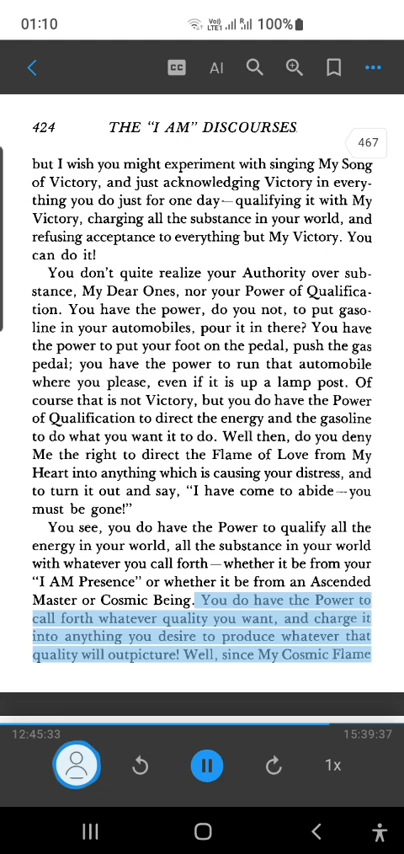 01:10
Vo)) LTE1 R 100%
CC AI
424 THE “I AM” DISCOURSES
467
but I wish you might experiment with singing My Song
of Victory, and just acknowledging Victory in every-
thing you do just for one day—qualifying it with My
Victory, charging all the substance in your world, and
refusing acceptance to everything but My Victory. You
can do it!
You don’t quite realize your Authority over sub-
stance, My Dear Ones, nor your Power of Qualifica-
tion. You have the power, do you not, to put gaso-
line in your automobiles, pour it in there? You have
the power to put your foot on the pedal, push the gas
pedal; you have the power to run that automobile
where you please, even if it is up a lamp post. Of
course that is not Victory, but you do have the Power
of Qualification to direct the energy and the gasoline
to do what you want it to do. Well then, do you deny
Me the right to direct the Flame of Love from My
Heart into anything which is causing your distress, and
to turn it out and say, “I have come to abide—you
must be gone!”
You see, you do have the Power to qualify all the
energy in your world, all the substance in your world
with whatever you call forth—whether it be from your
“I AM Presence” or whether it be from an Ascended
Master or Cosmic Being. You do have the Power to
call forth whatever quality you want, and charge it
into anything you desire to produce whatever that
quality will outpicture! Well, since My Cosmic Flame
12:45:33 15:39:37
1x